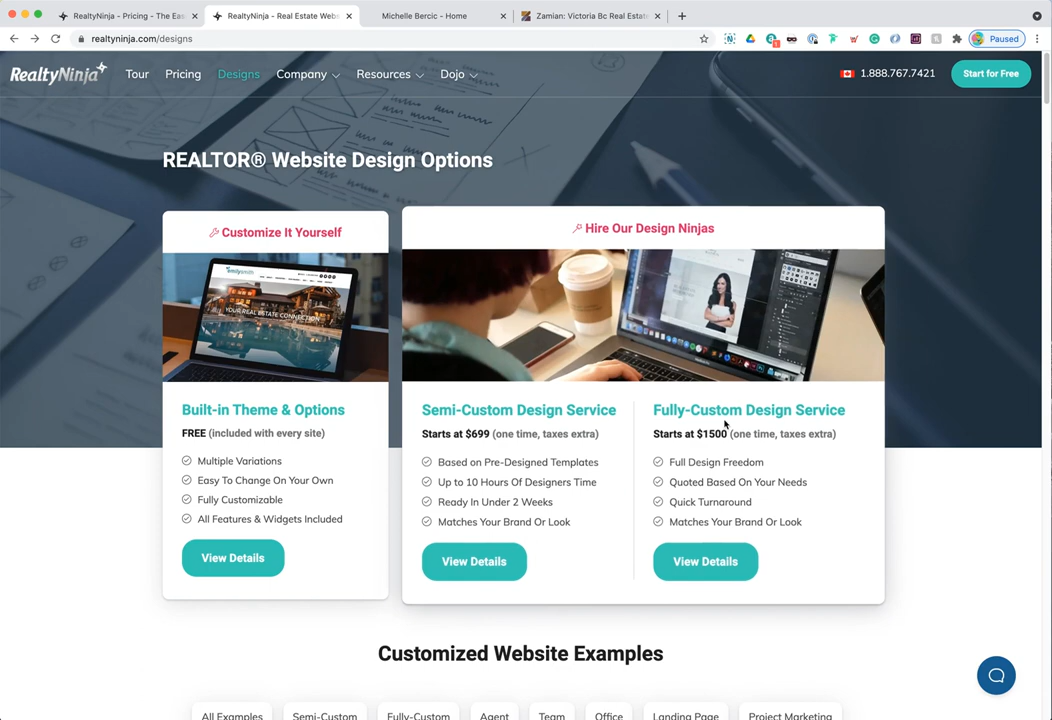 RealtyNinja - Pricing - The Eas
RealtyNinja - Real Estate Webs
Michelle Bercic - Home
Zamian: Victoria Bc Real Estate
realtyninja.com/designs
Paused
RealtyNinja
Tour
Pricing
Designs
Company
Resources
Dojo
1.888.767.7421
Start for Free
REALTOR® Website Design Options
Customize It Yourself
Hire Our Design Ninjas
emilysmith
YOUR REAL ESTATE CONNECTION
Built-in Theme & Options
FREE (included with every site)
Multiple Variations
Easy To Change On Your Own
Fully Customizable
All Features & Widgets Included
View Details
Semi-Custom Design Service
Starts at $699 (one time, taxes extra)
Based on Pre-Designed Templates
Up to 10 Hours Of Designers Time
Ready In Under 2 Weeks
Matches Your Brand Or Look
View Details
Fully-Custom Design Service
Starts at $1500 (one time, taxes extra)
Full Design Freedom
Quoted Based On Your Needs
Quick Turnaround
Matches Your Brand Or Look
View Details
Customized Website Examples
All Examples
Semi-Custom
Fully-Custom
Agent
Team
Office
Landing Page
Project Marketing